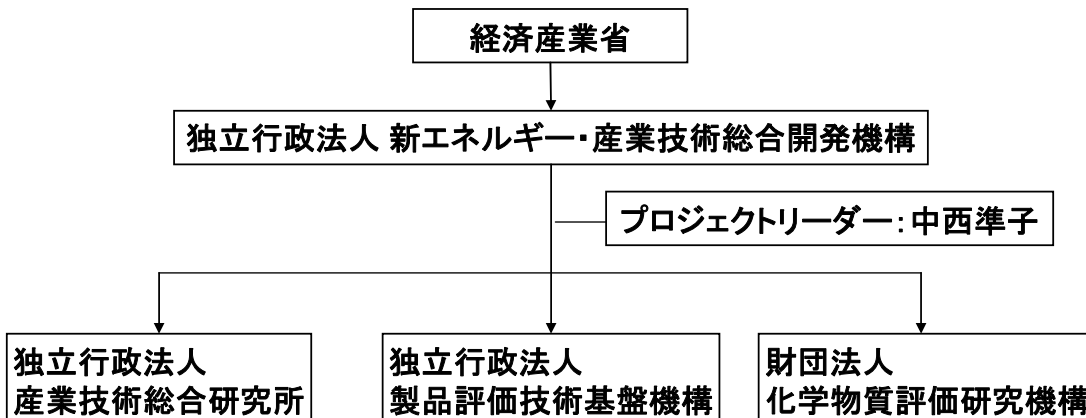 経済産業省
独立行政法人 新エネルギー・産業技術総合開発機構
プロジェクトリーダー：中西準子
独立行政法人
産業技術総合研究所
独立行政法人
製品評価技術基盤機構
財団法人
化学物質評価研究機構